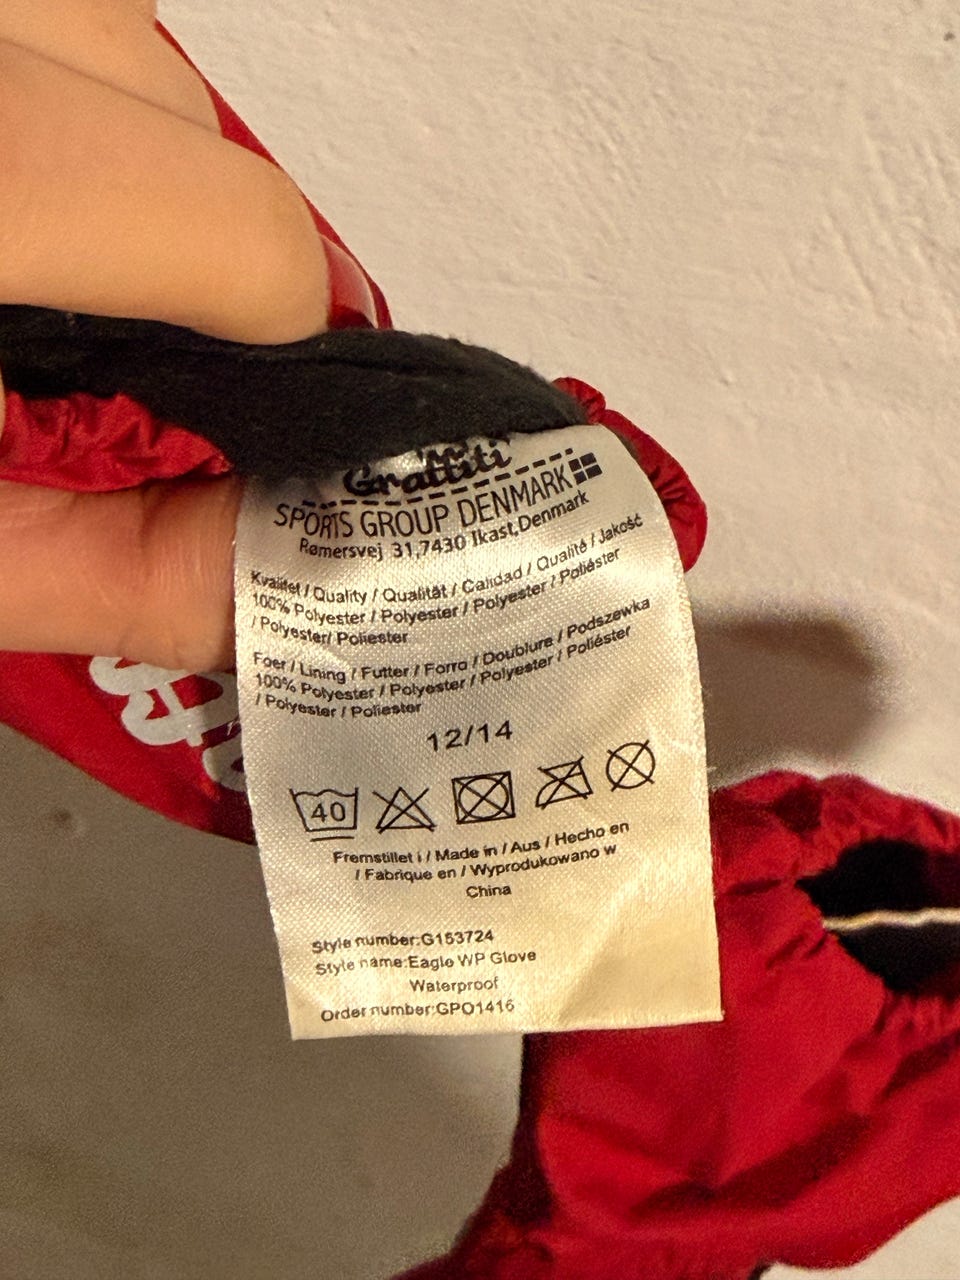 Graffiti
SPORTS GROUP DENMARK
Rømersvej 31,7430 Ikast,Denmark
Kvalitet / Quality / Qualität / Calidad / Qualité / Jakość
100% Polyester / Polyester / Polyester / Poliéster
/ Polyester/ Poliester
Foer / Lining / Futter / Forro / Doublure / Podszewka
100% Polyester / Polyester / Polyester / Poliéster
/ Polyester / Poliester
12/14
40
Fremstillet i / Made in / Aus / Hecho en
/ Fabrique en / Wyprodukowano w
China
Style number:G153724
Style name:Eagle WP Glove
Waterproof
Order number:GPO1416